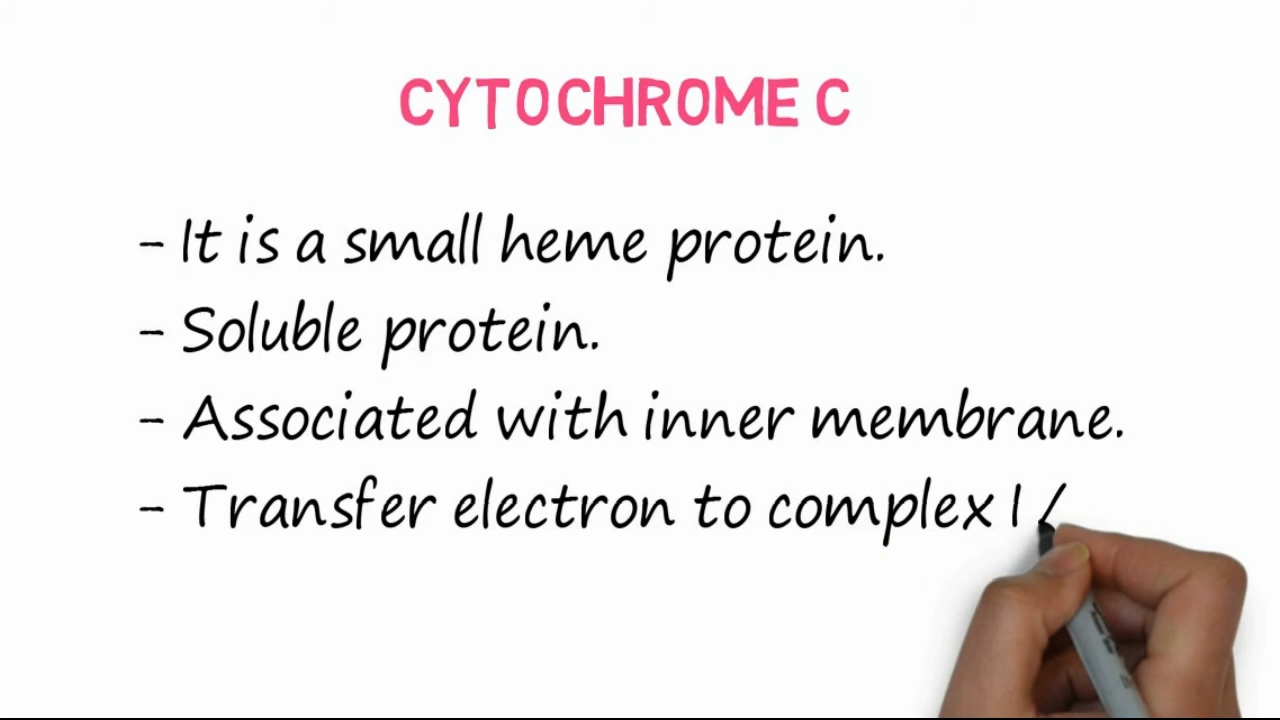 CYTOCHROME C
- It is a small heme protein.
- Soluble protein.
- Associated with inner membrane.
- Transfer electron to complex I